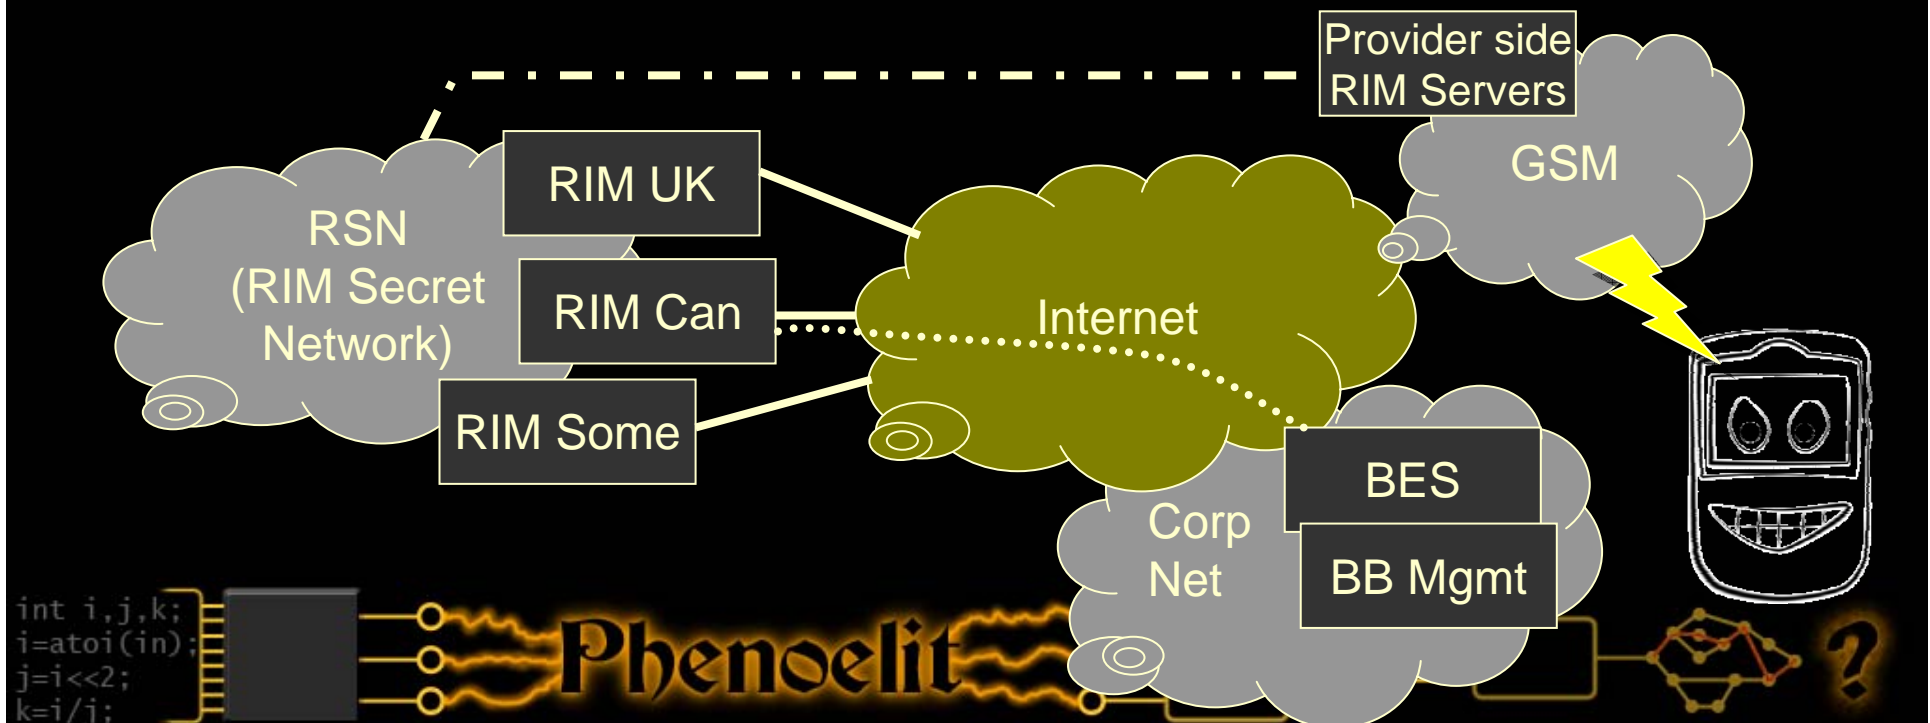 Provider side
RIM Servers
GSM
RIM UK
RSN
(RIM Secret
Network)
RIM Can
Internet
RIM Some
BES
Corp
Net
BB Mgmt
int i,j,k;
i=atoi(in);
j=i<<2;
k=i/j;
Phenoelit
?